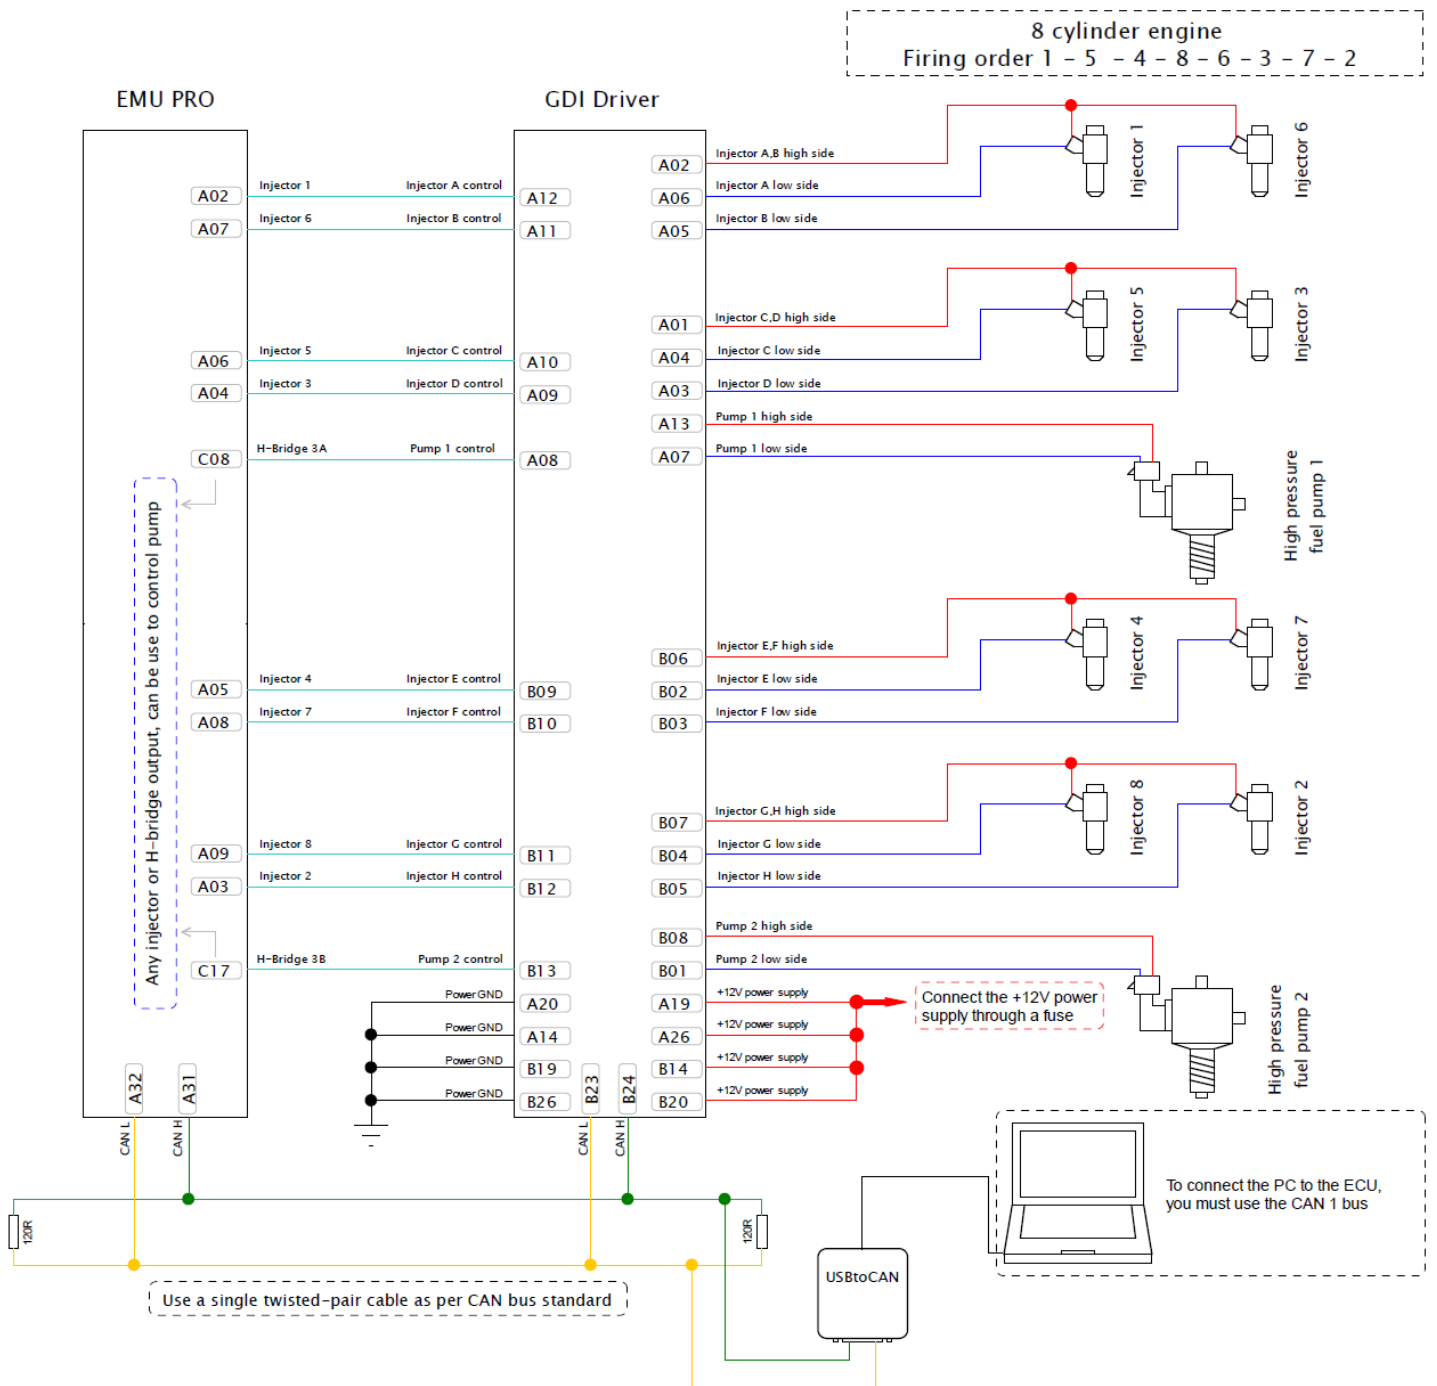 8 cylinder engine
Firing order 1 - 5 - 4 - 8 - 6 - 3 - 7 - 2
EMU PRO
GDI Driver
A02
Injector 1
Injector A control
A12
A07
Injector 6
Injector B control
A11
A02
Injector A,B high side
A06
Injector A low side
A05
Injector B low side
Injector 1
Injector 6
A06
Injector 5
Injector C control
A10
A04
Injector 3
Injector D control
A09
A01
Injector C,D high side
A04
Injector C low side
A03
Injector D low side
Injector 5
Injector 3
C08
H-Bridge 3A
Pump 1 control
A08
A13
Pump 1 high side
A07
Pump 1 low side
High pressure
fuel pump 1
Any injector or H-bridge output, can be use to control pump
A05
Injector 4
Injector E control
B09
A08
Injector 7
Injector F control
B10
B06
Injector E,F high side
B02
Injector E low side
B03
Injector F low side
Injector 4
Injector 7
A09
Injector 8
Injector G control
B11
A03
Injector 2
Injector H control
B12
B07
Injector G,H high side
B04
Injector G low side
B05
Injector H low side
Injector 8
Injector 2
C17
H-Bridge 3B
Pump 2 control
B13
B08
Pump 2 high side
B01
Pump 2 low side
High pressure
fuel pump 2
Power GND
A20
Power GND
A14
Power GND
B19
Power GND
B26
A19
+12V power supply
A26
+12V power supply
B14
+12V power supply
B20
+12V power supply
Connect the +12V power
supply through a fuse
A32
A31
B23
B24
CAN L
CAN H
CAN L
CAN H
120R
120R
Use a single twisted-pair cable as per CAN bus standard
USBtoCAN
To connect the PC to the ECU,
you must use the CAN 1 bus